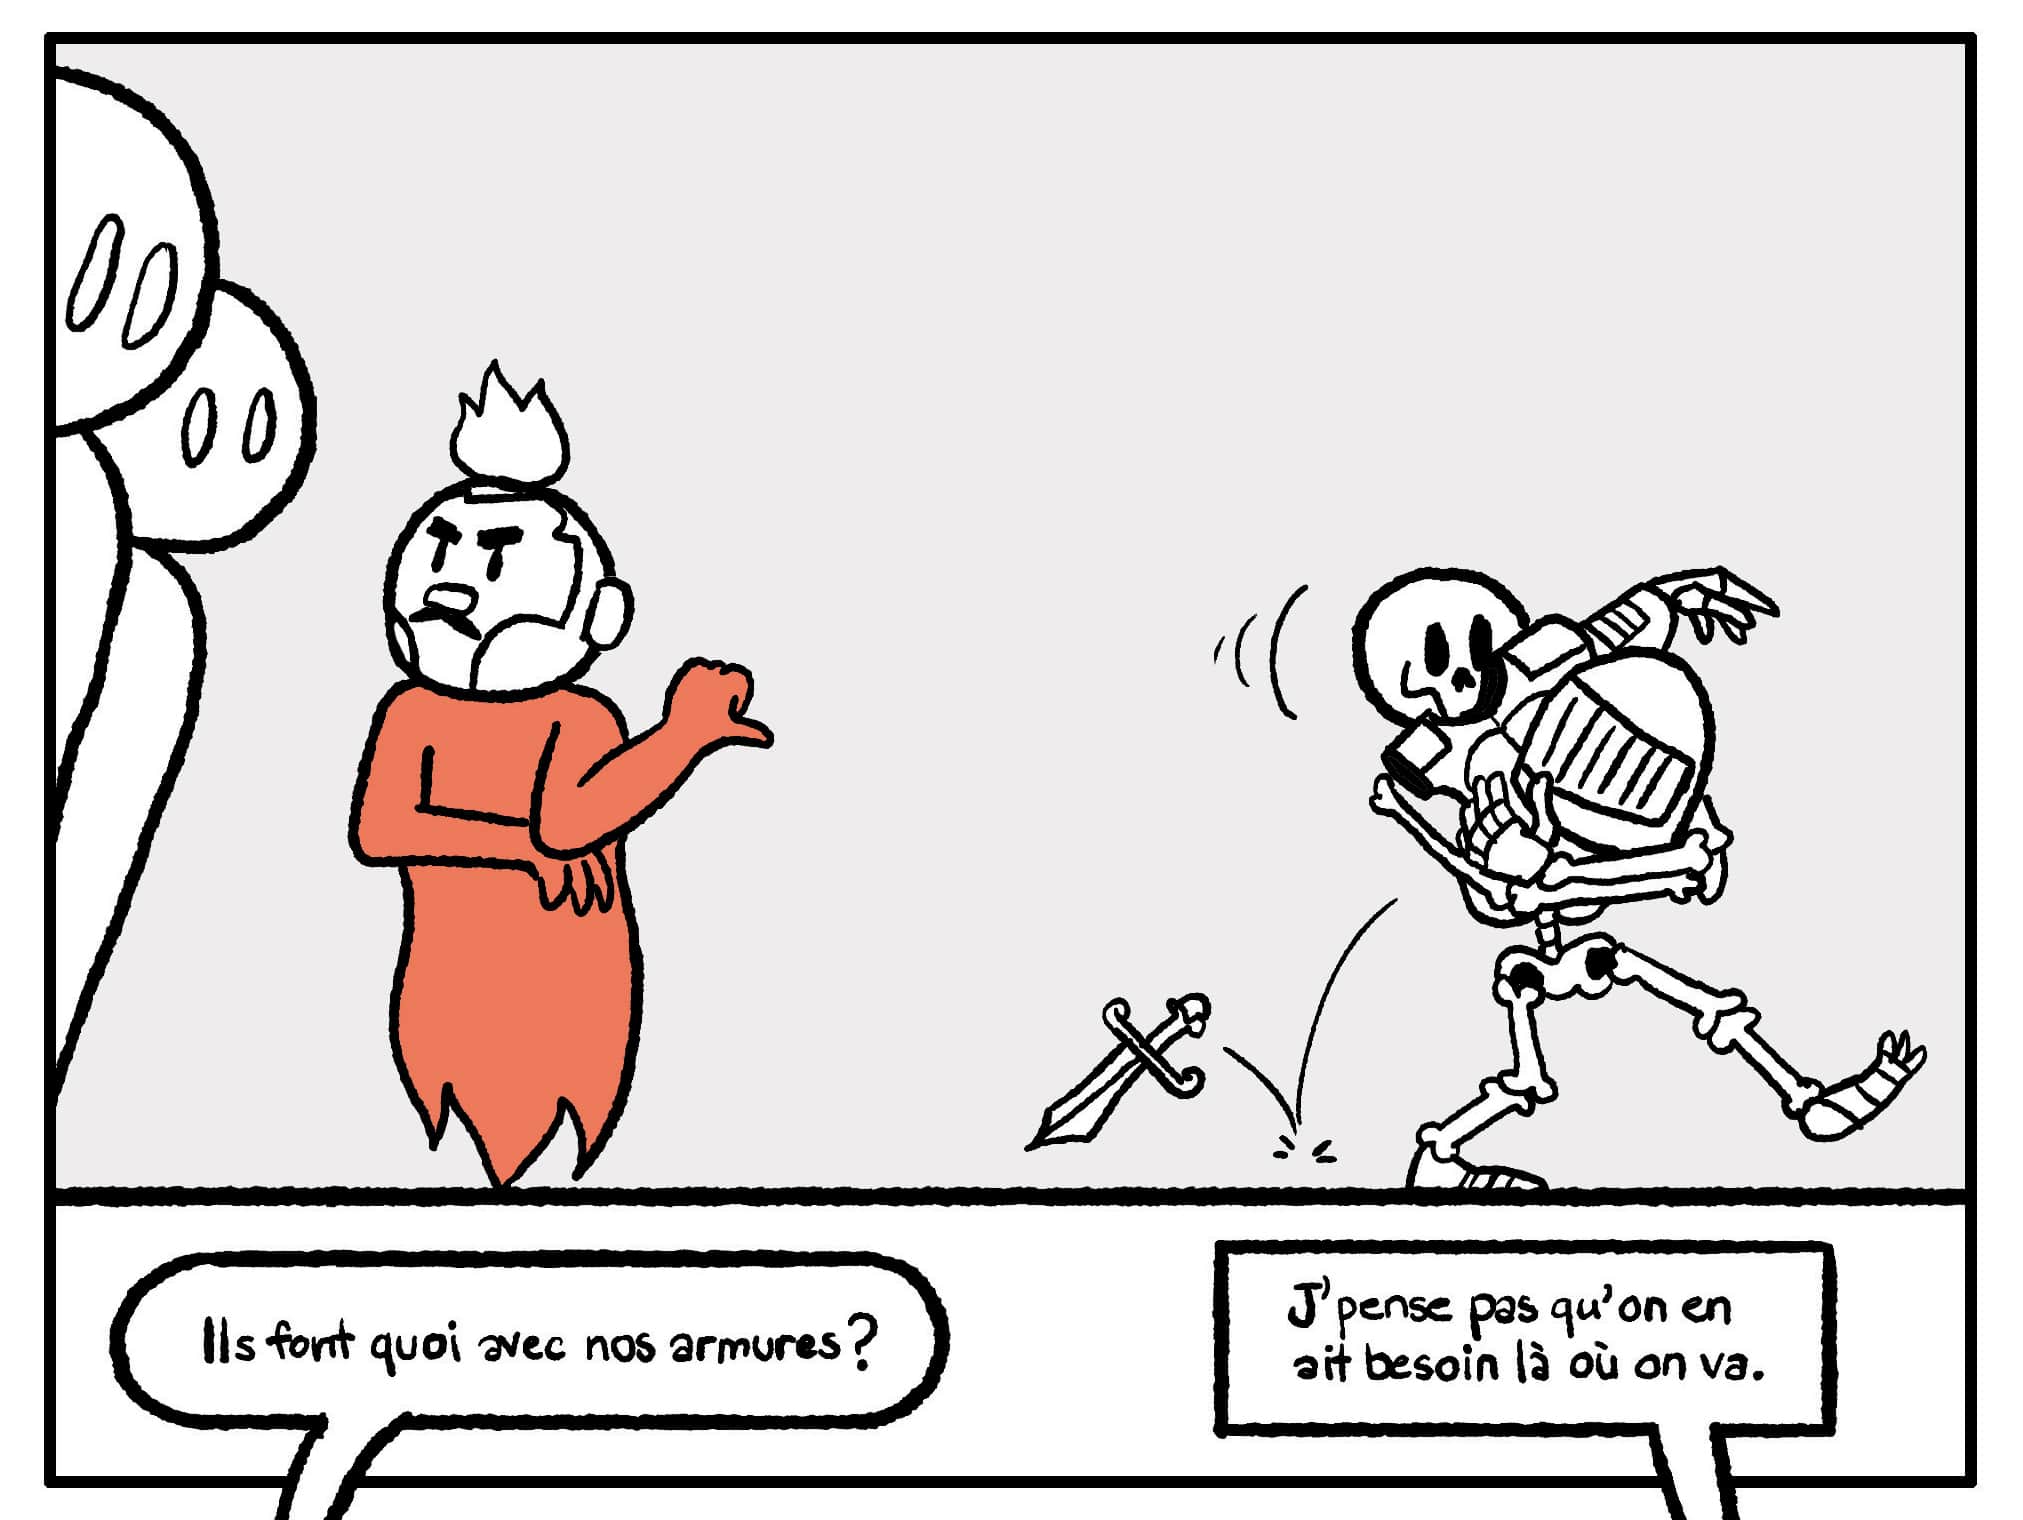 Ils font quoi avec nos armures?
J'pense pas qu'on en
ait besoin là où on va.